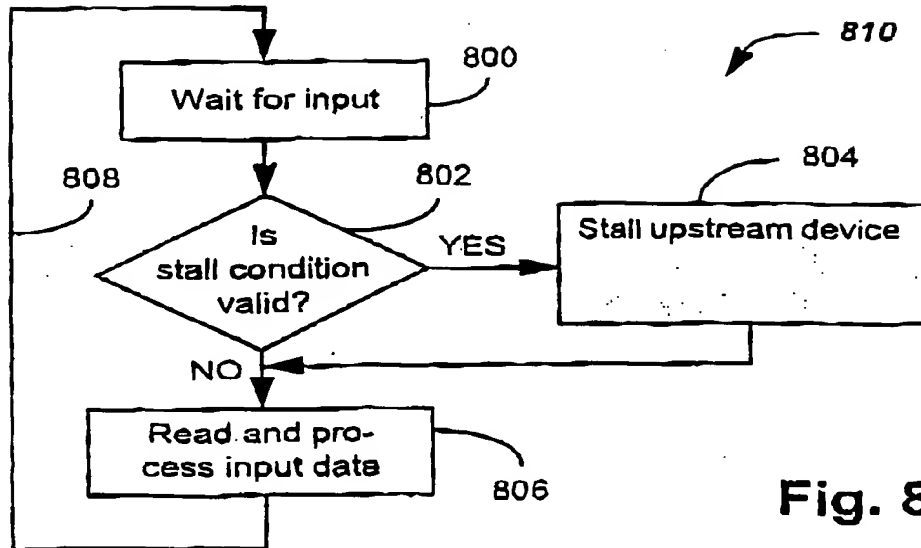 810
800
Wait for input
808
802
804
Is
stall condition
valid?
YES
Stall upstream device
NO
Read and pro-
cess input data
806
Fig. 8